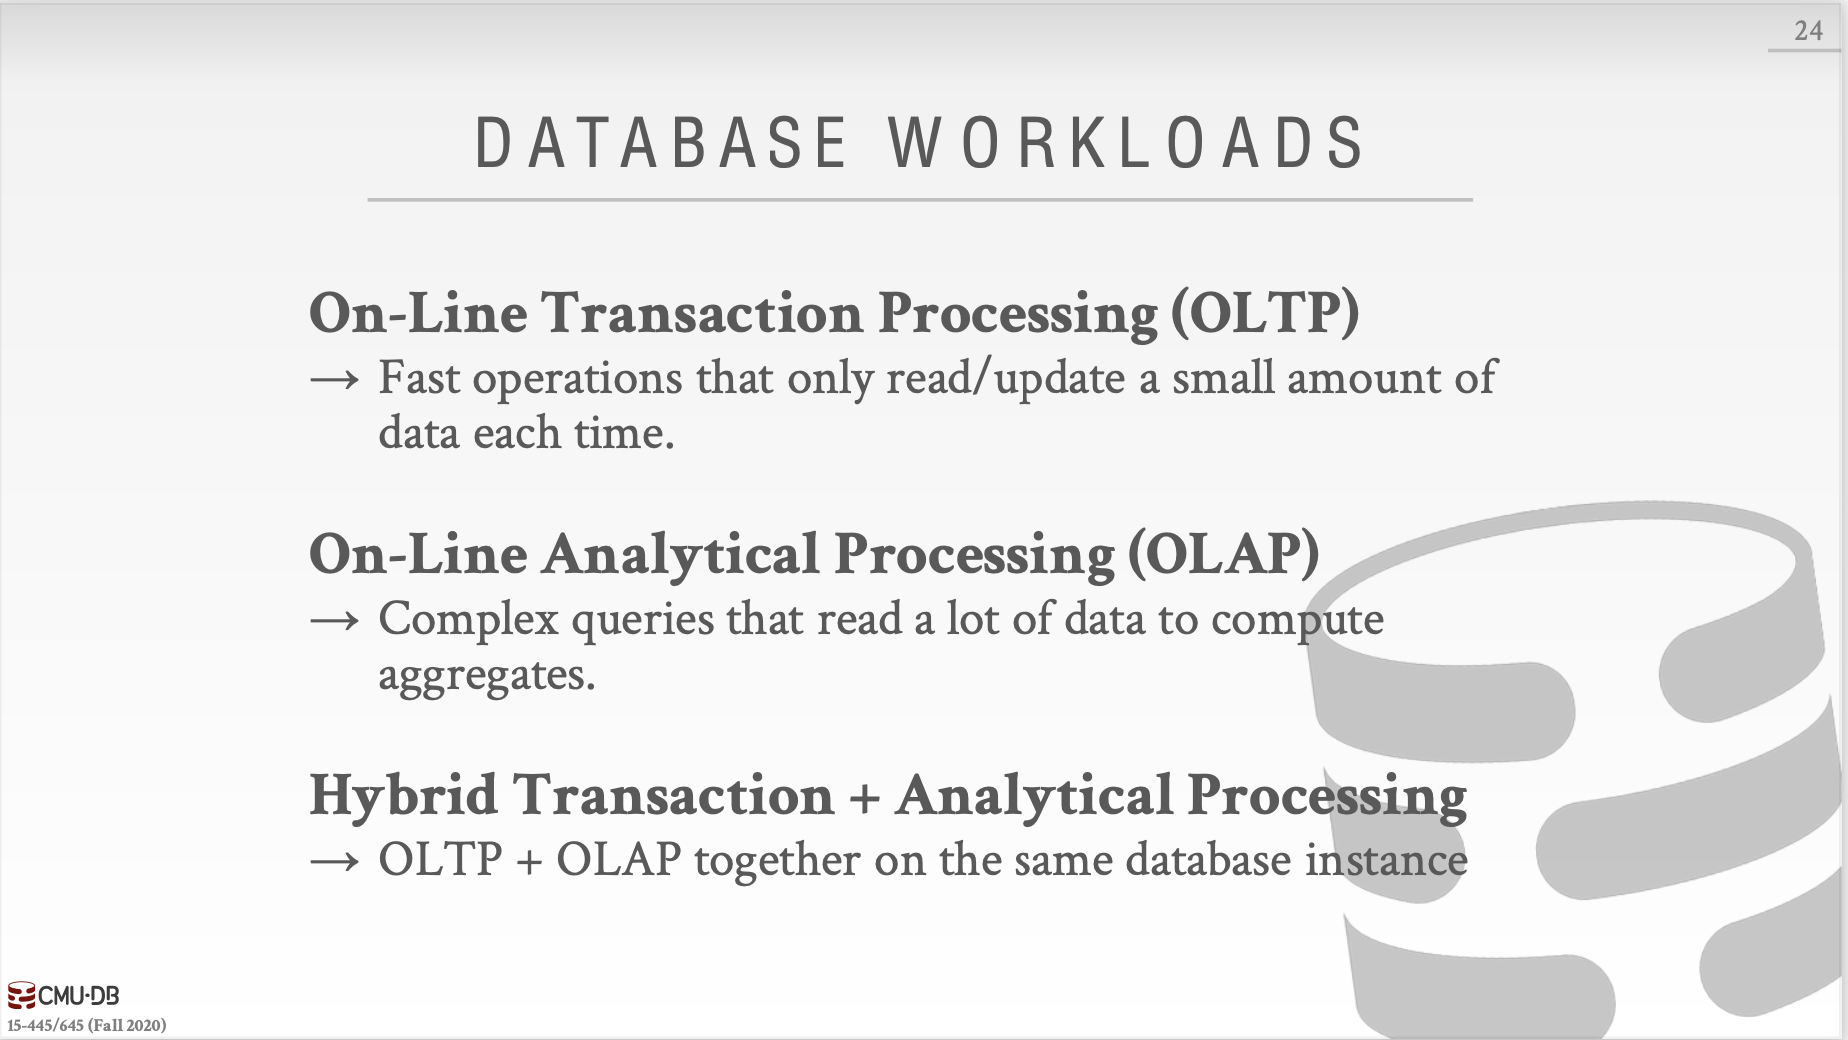 24
DATABASE WORKLOADS
On-Line Transaction Processing (OLTP)
→ Fast operations that only read/update a small amount of
data each time.
On-Line Analytical Processing (OLAP)
→ Complex queries that read a lot of data to compute
aggregates.
Hybrid Transaction + Analytical Processing
→ OLTP + OLAP together on the same database instance
CMU·DB
15-445/645 (Fall 2020)